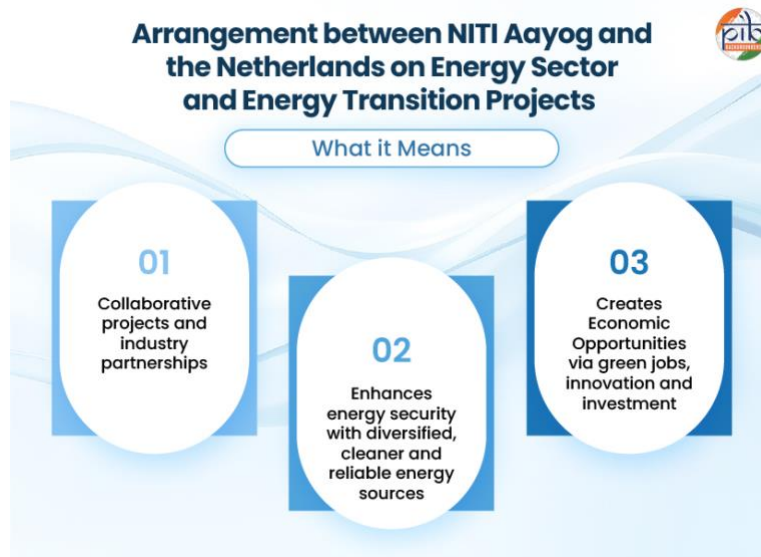 Arrangement between NITI Aayog and
the Netherlands on Energy Sector
and Energy Transition Projects
pib
What it Means
01
Collaborative
projects and
industry
partnerships
02
Enhances
energy security
with diversified,
cleaner and
reliable energy
sources
03
Creates
Economic
Opportunities
via green jobs,
innovation and
investment